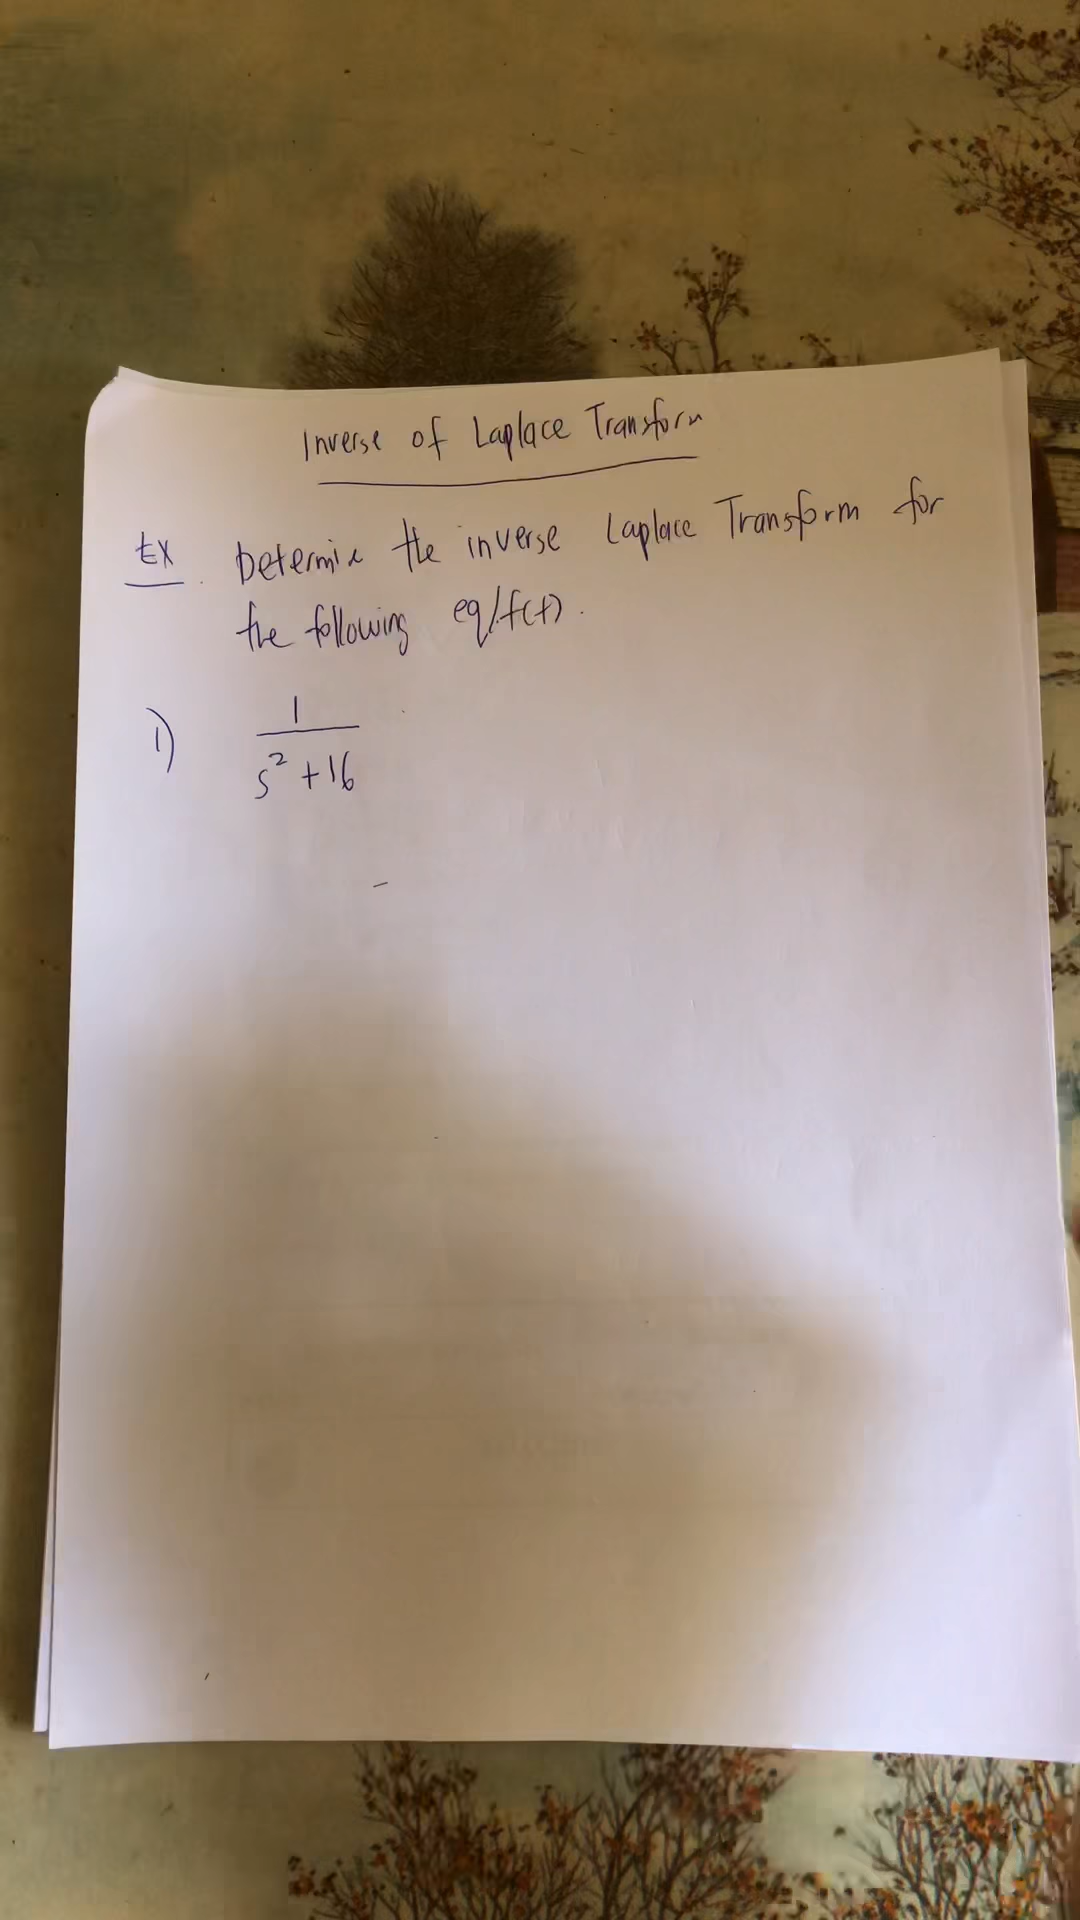 Inverse of Laplace Transform
Ex. Determine the inverse Laplace Transform for
the following eq/f(t).
1) 1
s² + 16